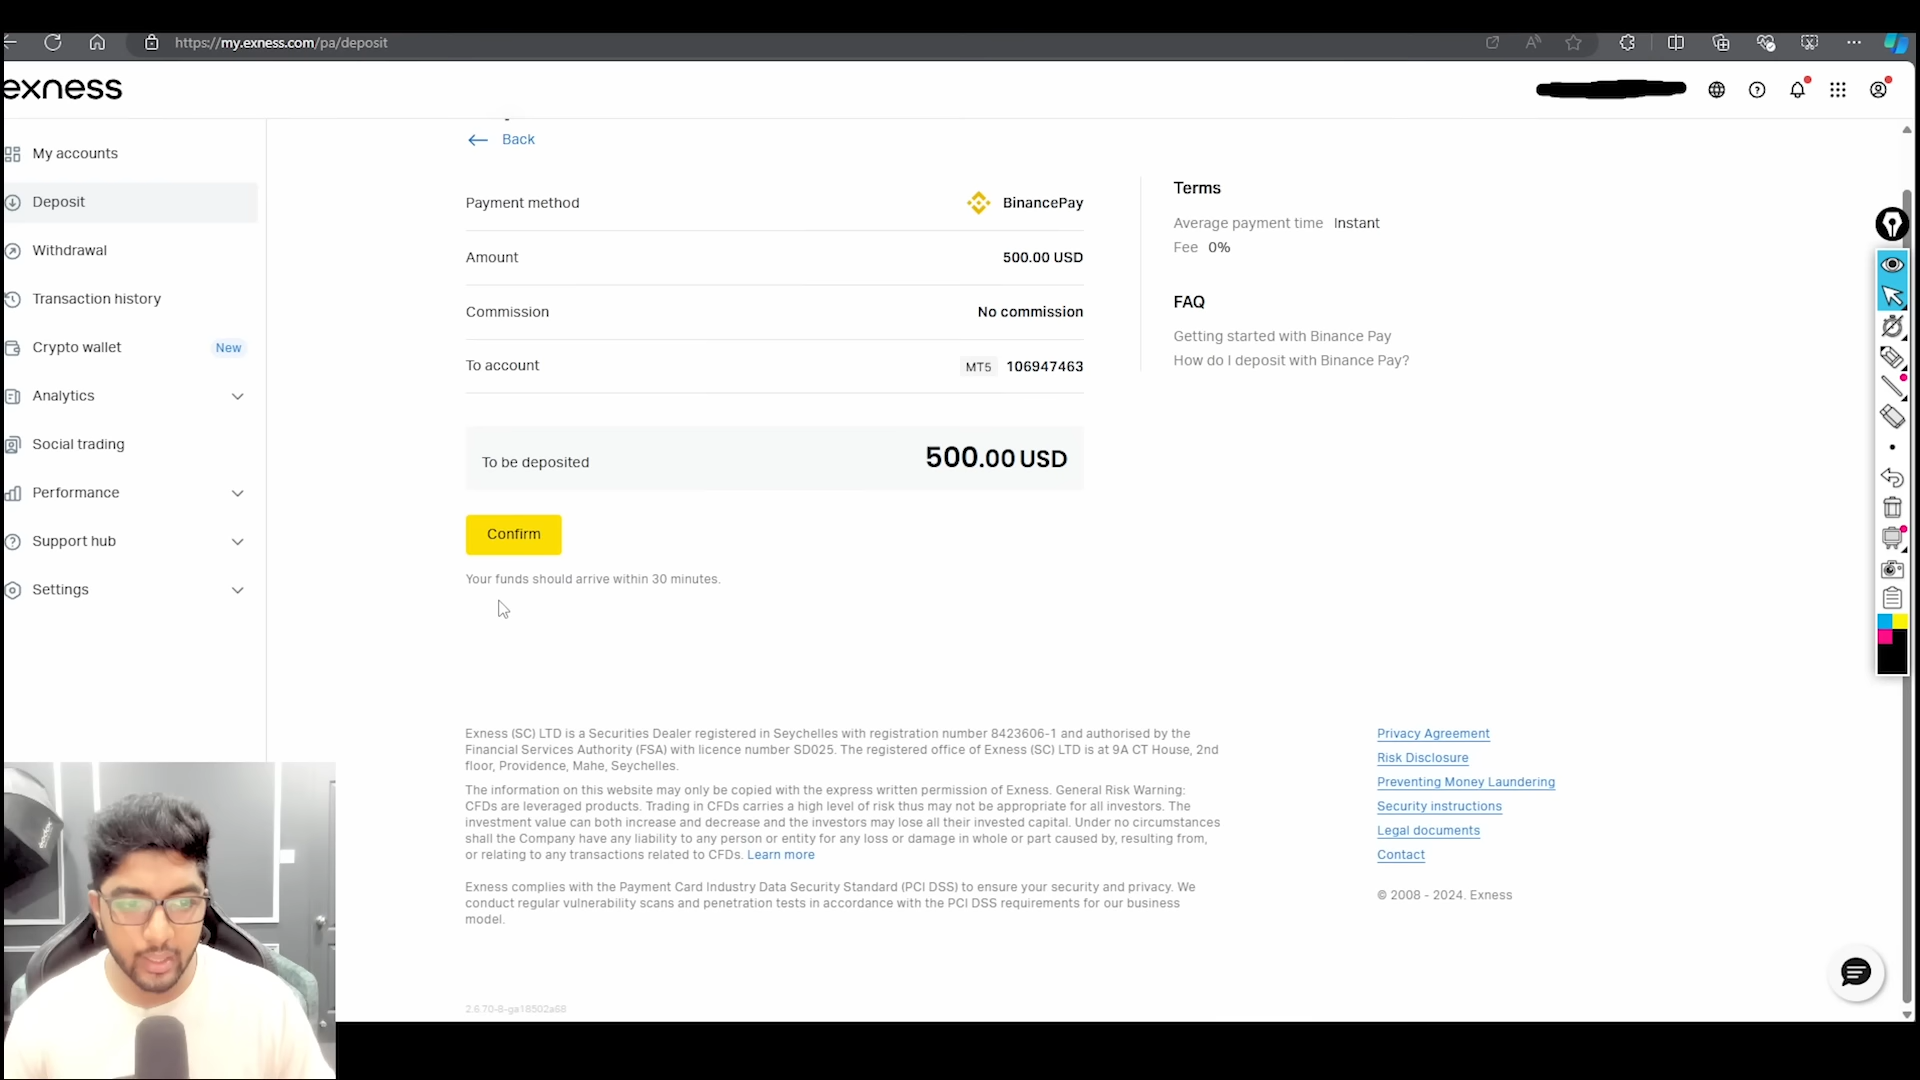 https://my.exness.com/pa/deposit
exness
My accounts
Deposit
Withdrawal
Transaction history
Crypto wallet New
Analytics
Social trading
Performance
Support hub
Settings
Back
Payment method BinancePay
Amount 500.00 USD
Commission No commission
To account MT5 106947463
To be deposited 500.00 USD
Confirm
Your funds should arrive within 30 minutes.
Terms
Average payment time Instant
Fee 0%
FAQ
Getting started with Binance Pay
How do I deposit with Binance Pay?
Exness (SC) LTD is a Securities Dealer registered in Seychelles with registration number 8423606-1 and authorised by the
Financial Services Authority (FSA) with licence number SD025. The registered office of Exness (SC) LTD is at 9A CT House, 2nd
floor, Providence, Mahe, Seychelles.
The information on this website may only be copied with the express written permission of Exness. General Risk Warning:
CFDs are leveraged products. Trading in CFDs carries a high level of risk thus may not be appropriate for all investors. The
investment value can both increase and decrease and the investors may lose all their invested capital. Under no circumstances
shall the Company have any liability to any person or entity for any loss or damage in whole or part caused by, resulting from,
or relating to any transactions related to CFDs. Learn more
Exness complies with the Payment Card Industry Data Security Standard (PCI DSS) to ensure your security and privacy. We
conduct regular vulnerability scans and penetration tests in accordance with the PCI DSS requirements for our business
model.
Privacy Agreement
Risk Disclosure
Preventing Money Laundering
Security instructions
Legal documents
Contact
© 2008 - 2024. Exness